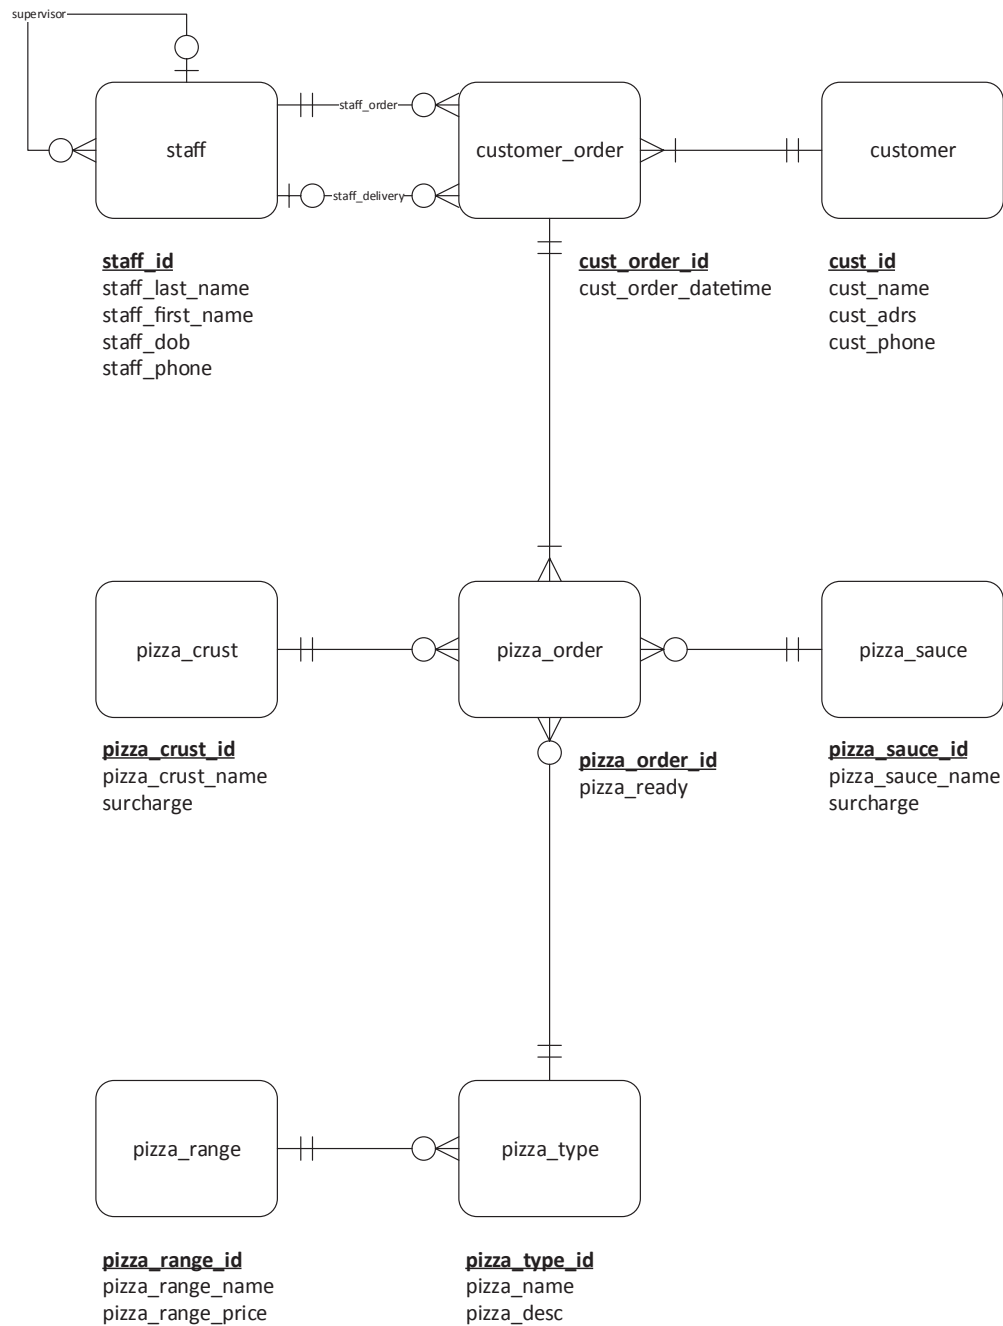 supervisor
staff
staff_order
staff_delivery
customer_order
customer
staff_id
staff_last_name
staff_first_name
staff_dob
staff_phone
cust_order_id
cust_order_datetime
cust_id
cust_name
cust_adrs
cust_phone
pizza_crust
pizza_order
pizza_sauce
pizza_crust_id
pizza_crust_name
surcharge
pizza_order_id
pizza_ready
pizza_sauce_id
pizza_sauce_name
surcharge
pizza_range
pizza_type
pizza_range_id
pizza_range_name
pizza_range_price
pizza_type_id
pizza_name
pizza_desc